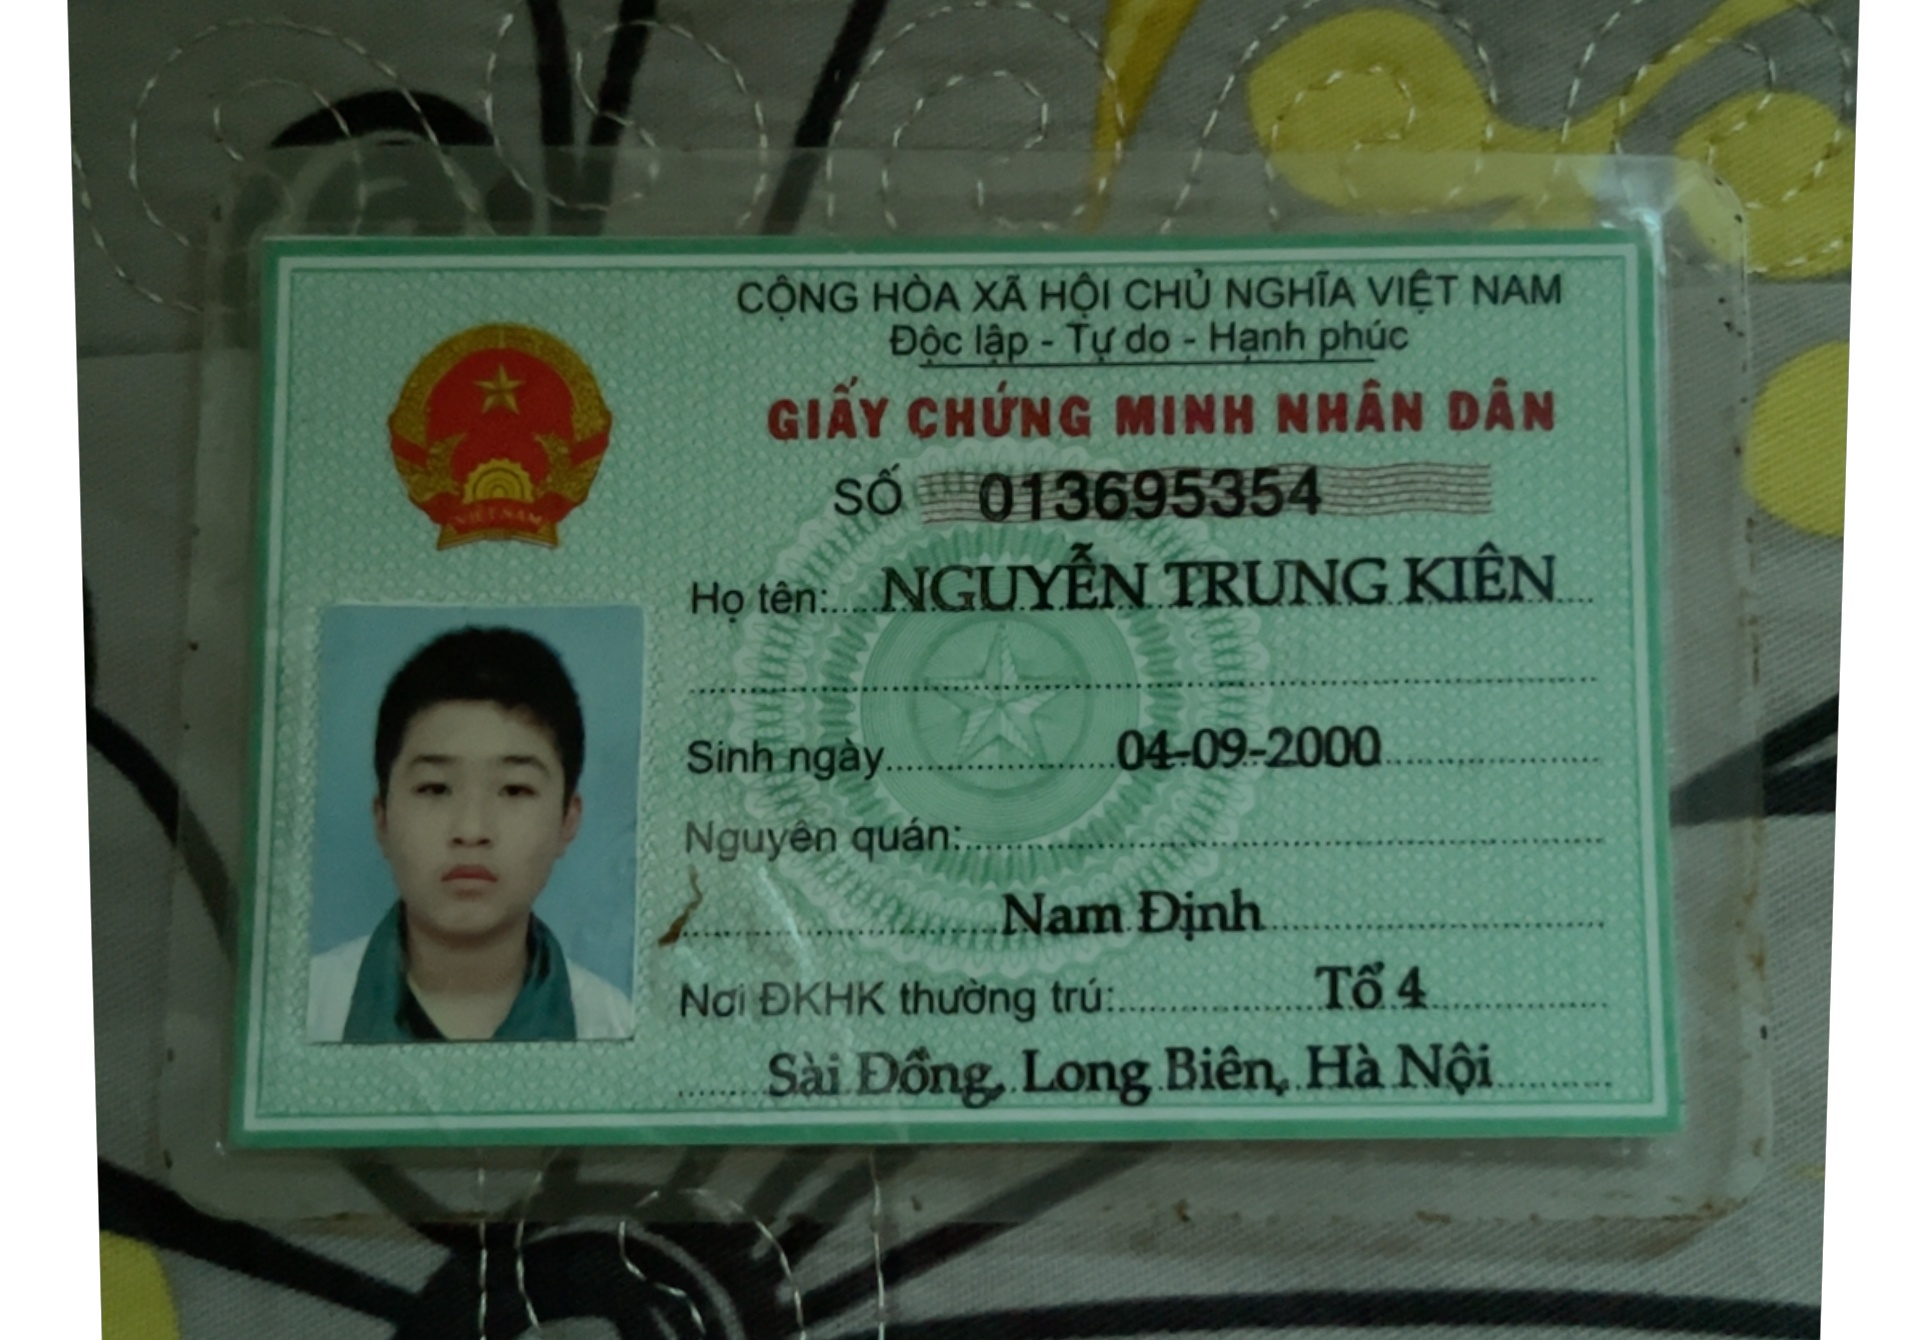 CỘNG HÒA XÃ HỘI CHỦ NGHĨA VIỆT NAM
Độc lập - Tự do - Hạnh phúc
GIẤY CHỨNG MINH NHÂN DÂN
SỐ 013695354
VIỆT NAM
Họ tên: NGUYỄN TRUNG KIÊN
Sinh ngày 04-09-2000
Nguyên quán:
Nam Định
Nơi ĐKHK thường trú: Tổ 4
Sài Đồng, Long Biên, Hà Nội